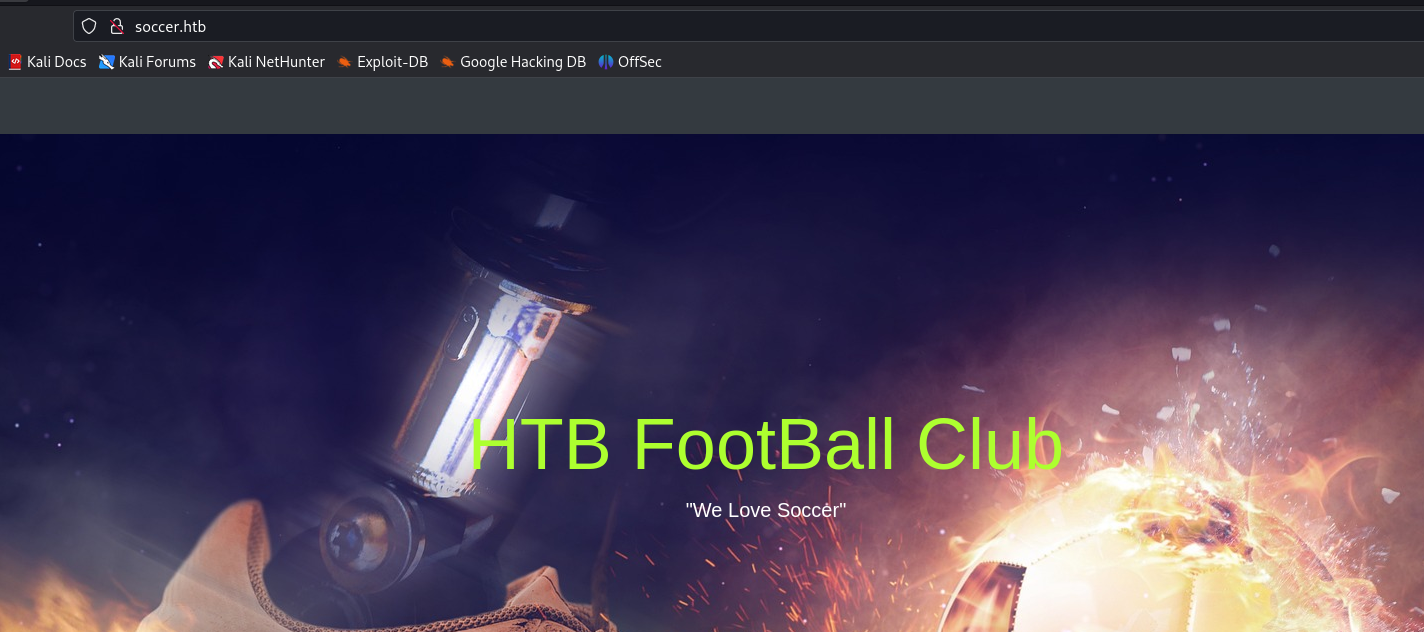 soccer.htb
Kali Docs Kali Forums Kali NetHunter Exploit-DB Google Hacking DB OffSec
HTB FootBall Club
"We Love Soccer"